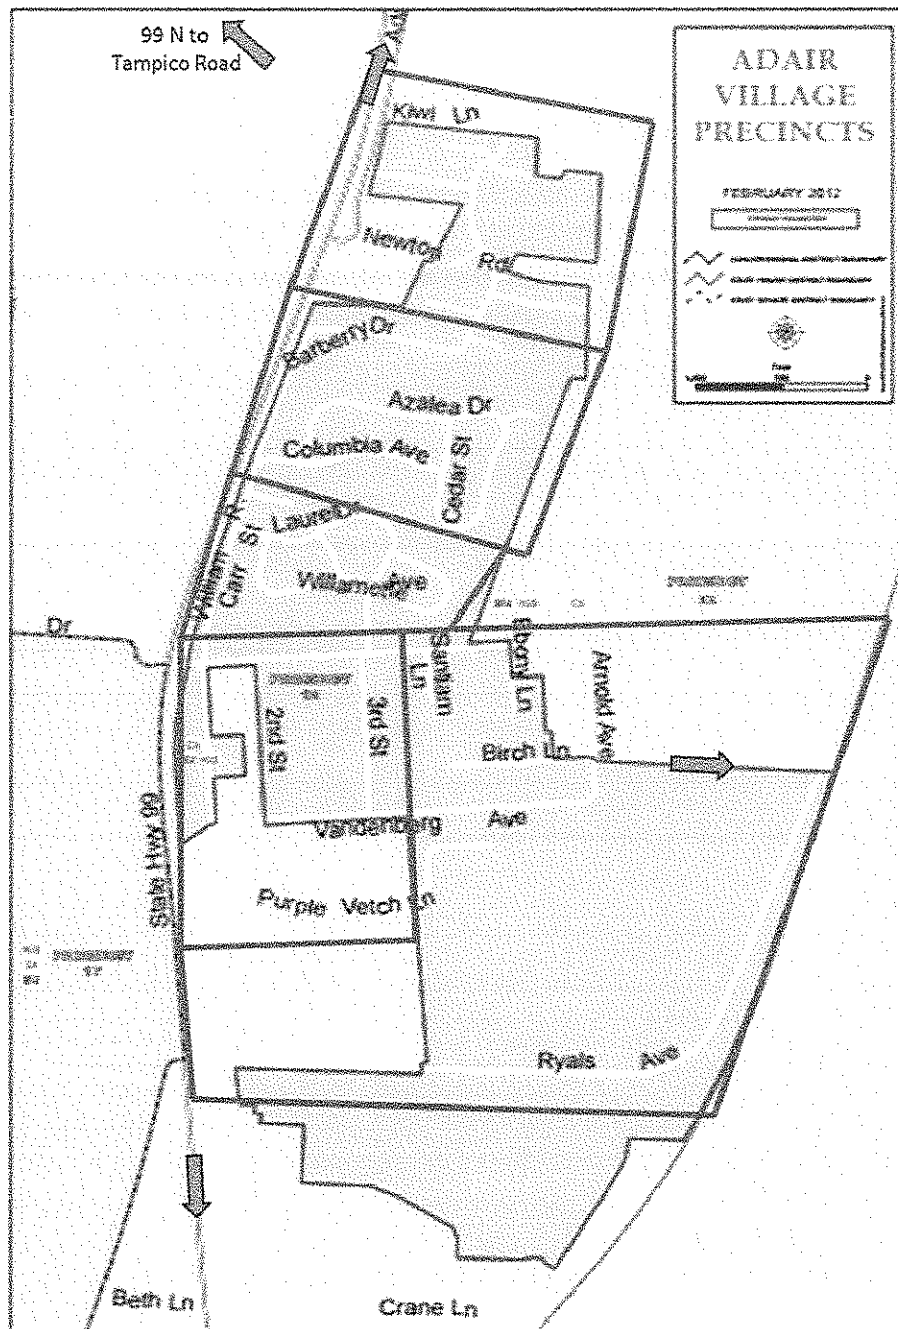 99 N to
Tampico Road
ADAIR
VILLAGE
PRECINCTS
FEBRUARY 2012
Kiwi Ln
Newton Rd
Barberry Dr
Azalea Dr
Columbia Ave
Cedar St
Laurel Dr
William R
Carr St
Willamette Ave
Dr
Santiam
Ln
Ebony Ln
Arnold Ave
2nd St
3rd St
Birch Ln
Vandenberg Ave
State Hwy 99
Purple Vetch Ln
Ryals Ave
Beth Ln
Crane Ln